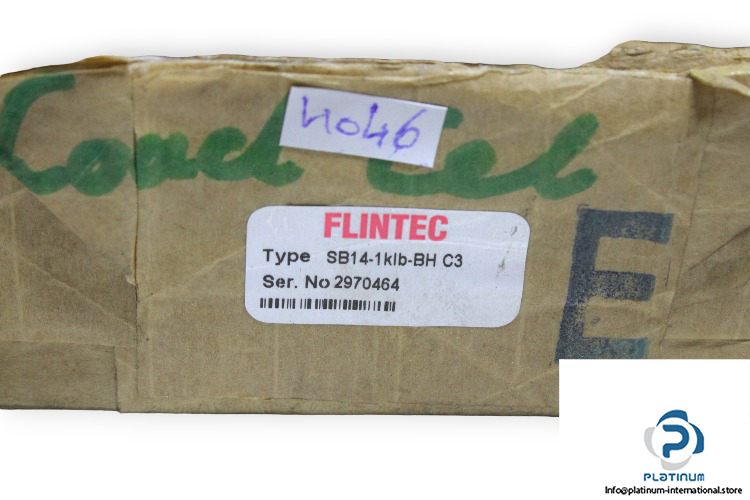 Load Cel
4046
FLINTEC
Type SB14-1klb-BH C3
Ser. No 2970464
E
PLATINUM
Info@platinum-international.store